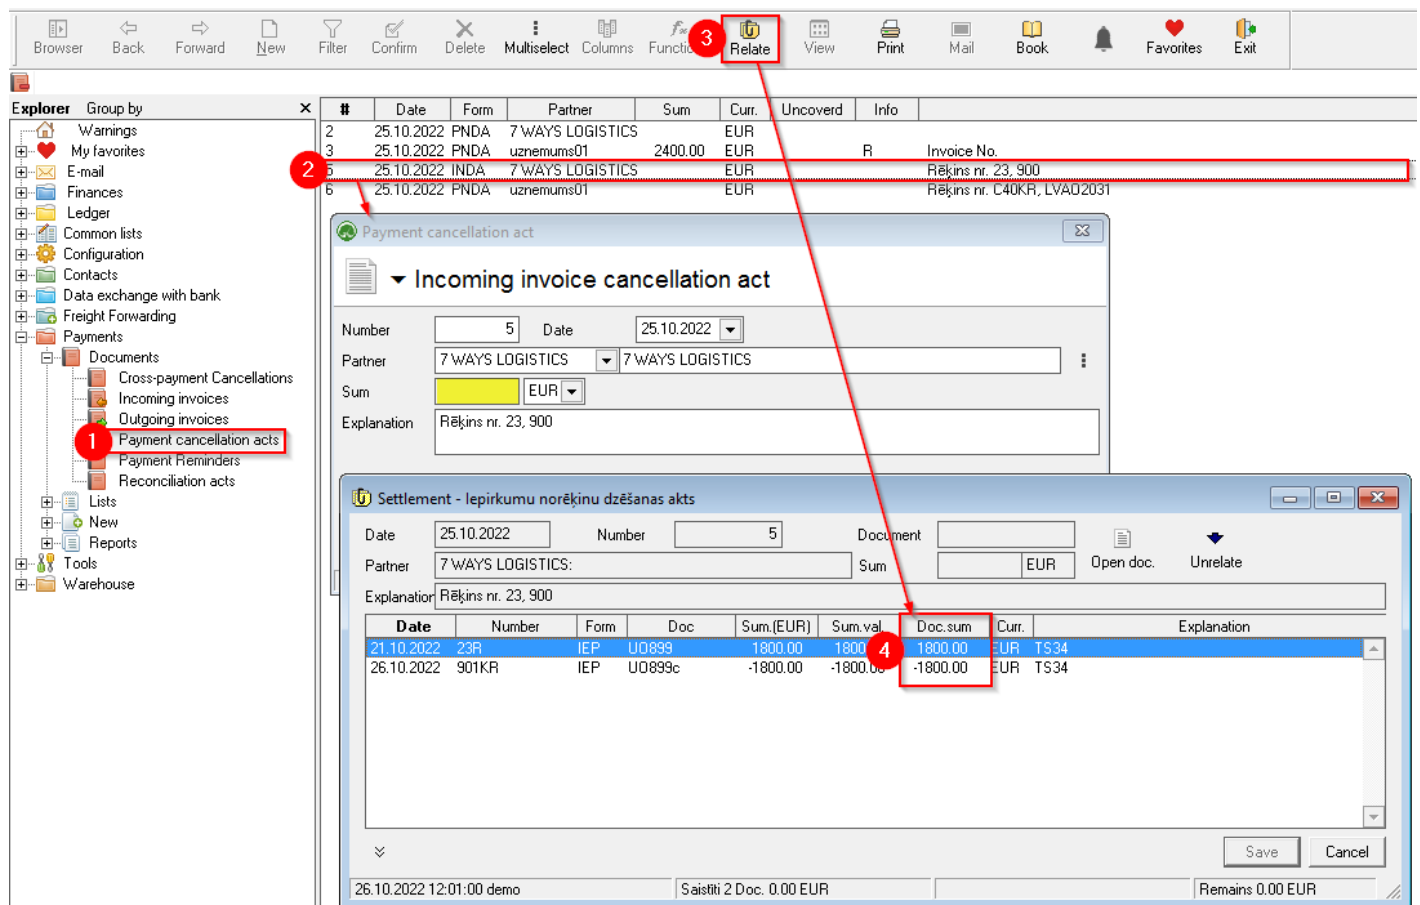 Browser Back Forward New Filter Confirm Delete Multiselect Columns Functio 3 Relate View Print Mail Book Favorites Exit
Explorer Group by X
# Date Form Partner Sum Curr. Uncoverd Info
Warnings
2 25.10.2022 PNDA 7 WAYS LOGISTICS EUR
My favorites
3 25.10.2022 PNDA uznemums01 2400.00 EUR R Invoice No.
E-mail
2 5 25.10.2022 INDA 7 WAYS LOGISTICS EUR Rēķins nr. 23, 900
Finances
6 25.10.2022 PNDA uznemums01 EUR Rēķins nr. C40KR, LVAO2031
Ledger
Common lists
Configuration
Contacts
Data exchange with bank
Freight Forwarding
Payments
Documents
Cross-payment Cancellations
Incoming invoices
Outgoing invoices
1 Payment cancellation acts
Payment Reminders
Reconciliation acts
Lists
New
Reports
Tools
Warehouse
Payment cancellation act
Incoming invoice cancellation act
Number 5 Date 25.10.2022
Partner 7 WAYS LOGISTICS 7 WAYS LOGISTICS
Sum EUR
Explanation Rēķins nr. 23, 900
Settlement - Iepirkumu norēķinu dzēšanas akts
Date 25.10.2022 Number 5 Document
Partner 7 WAYS LOGISTICS: Sum EUR Open doc. Unrelate
Explanation Rēķins nr. 23, 900
Date Number Form Doc Sum.(EUR) Sum.val. Doc.sum Curr. Explanation
21.10.2022 23R IEP UO899 1800.00 1800 4 1800.00 EUR TS34
26.10.2022 901KR IEP UO899c -1800.00 -1800.00 -1800.00 EUR TS34
Save Cancel
26.10.2022 12:01:00 demo Saistīti 2 Doc. 0.00 EUR Remains 0.00 EUR